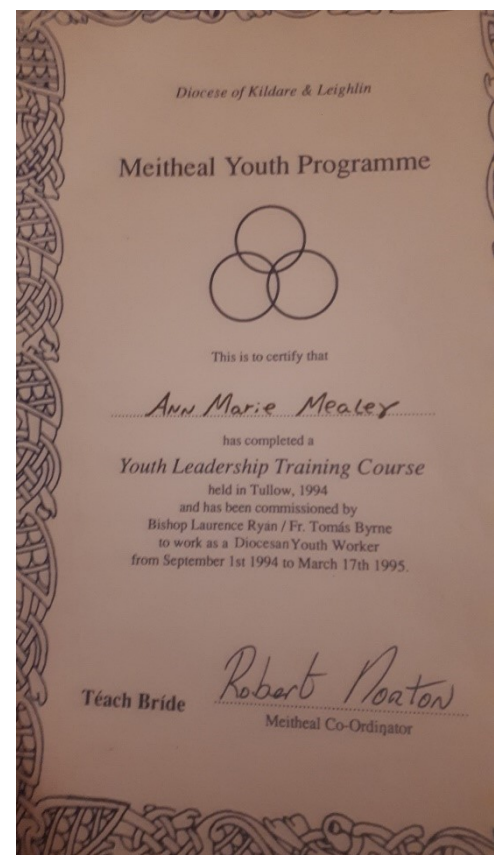 Diocese of Kildare & Leighlin
Meitheal Youth Programme
This is to certify that
Ann Marie Mealey
has completed a
Youth Leadership Training Course
held in Tullow, 1994
and has been commissioned by
Bishop Laurence Ryan / Fr. Tomás Byrne
to work as a Diocesan Youth Worker
from September 1st 1994 to March 17th 1995.
Robert Norton
Téach Bríde
Meitheal Co-Ordinator